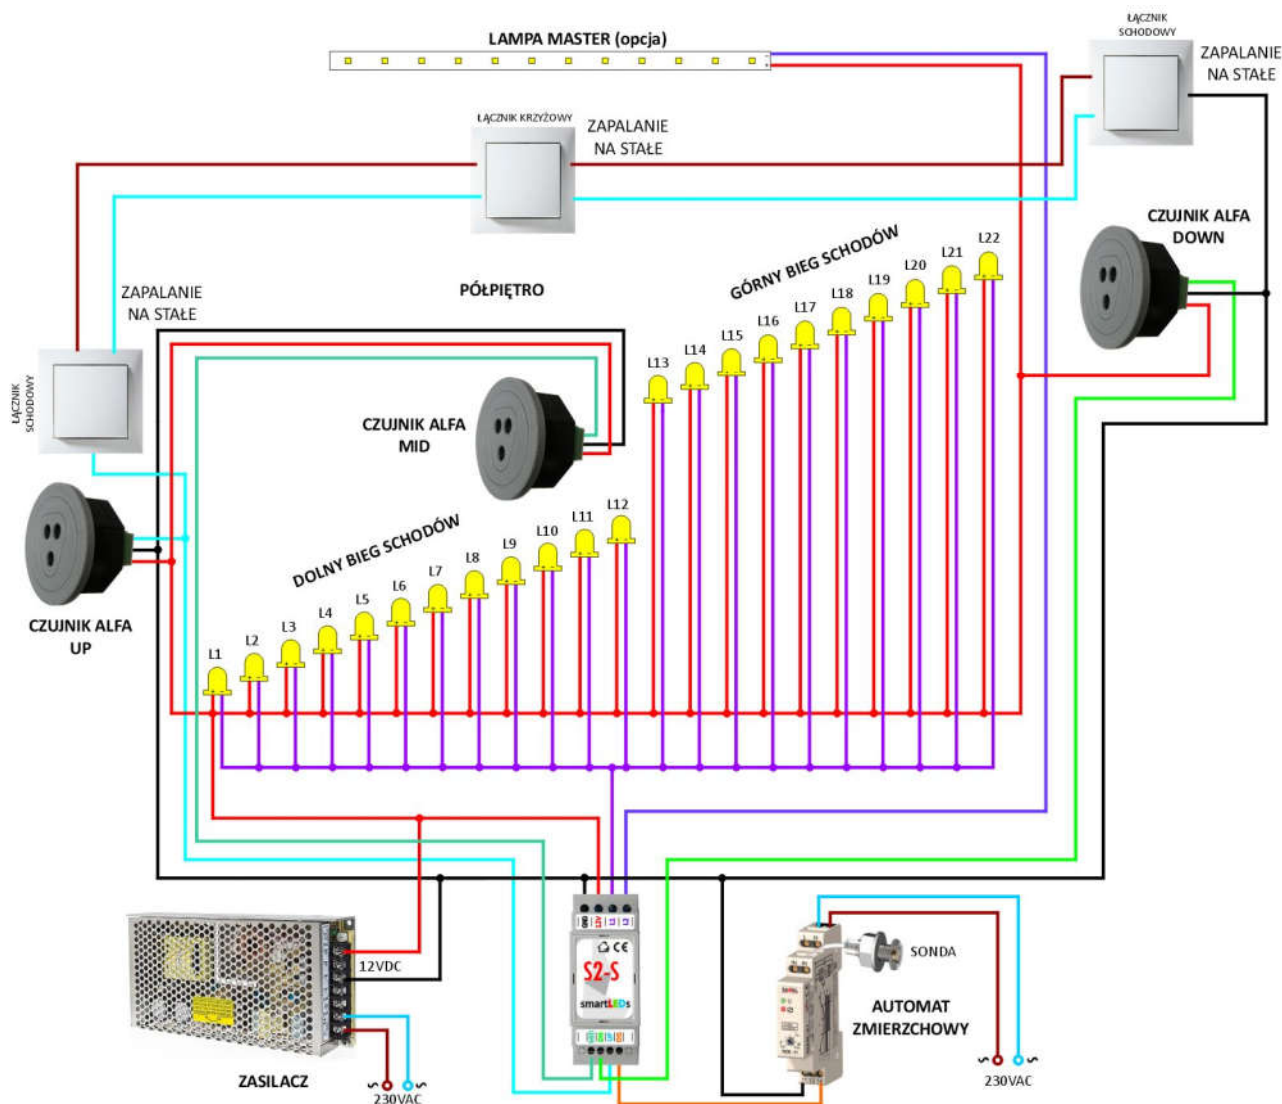 LAMPA MASTER (opcja)
ŁĄCZNIK
SCHODOWY
ZAPALANIE
NA STAŁE
ŁĄCZNIK KRZYŻOWY
ZAPALANIE
NA STAŁE
CZUJNIK ALFA
DOWN
ZAPALANIE
NA STAŁE
PÓŁPIĘTRO
GÓRNY BIEG SCHODÓW
L13
L14
L15
L16
L17
L18
L19
L20
L21
L22
ŁĄCZNIK
SCHODOWY
CZUJNIK ALFA
MID
CZUJNIK ALFA
UP
DOLNY BIEG SCHODÓW
L1
L2
L3
L4
L5
L6
L7
L8
L9
L10
L11
L12
12VDC
ZASILACZ
230VAC
GND
S2-S
smartLEDs
SONDA
AUTOMAT
ZMIERZCHOWY
230VAC